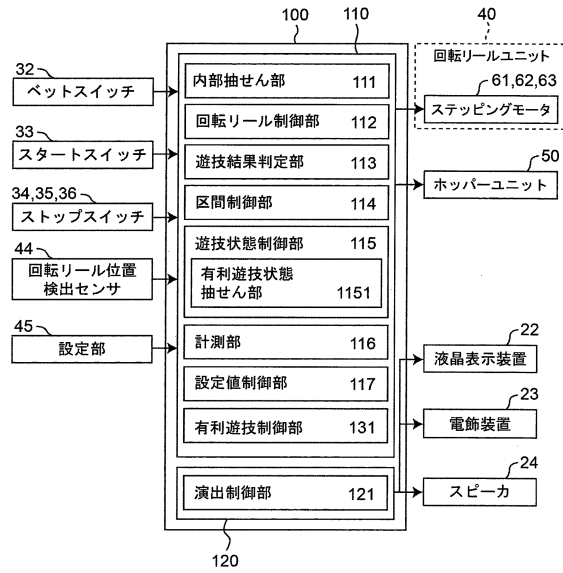 100
110
40
32
ベットスイッチ
33
スタートスイッチ
34,35,36
ストップスイッチ
44
回転リール位置
検出センサ
45
設定部
内部抽せん部 111
回転リール制御部 112
遊技結果判定部 113
区間制御部 114
遊技状態制御部 115
有利遊技状態
抽せん部 1151
計測部 116
設定値制御部 117
有利遊技制御部 131
演出制御部 121
120
回転リールユニット
61,62,63
ステッピングモータ
50
ホッパーユニット
22
液晶表示装置
23
電飾装置
24
スピーカ